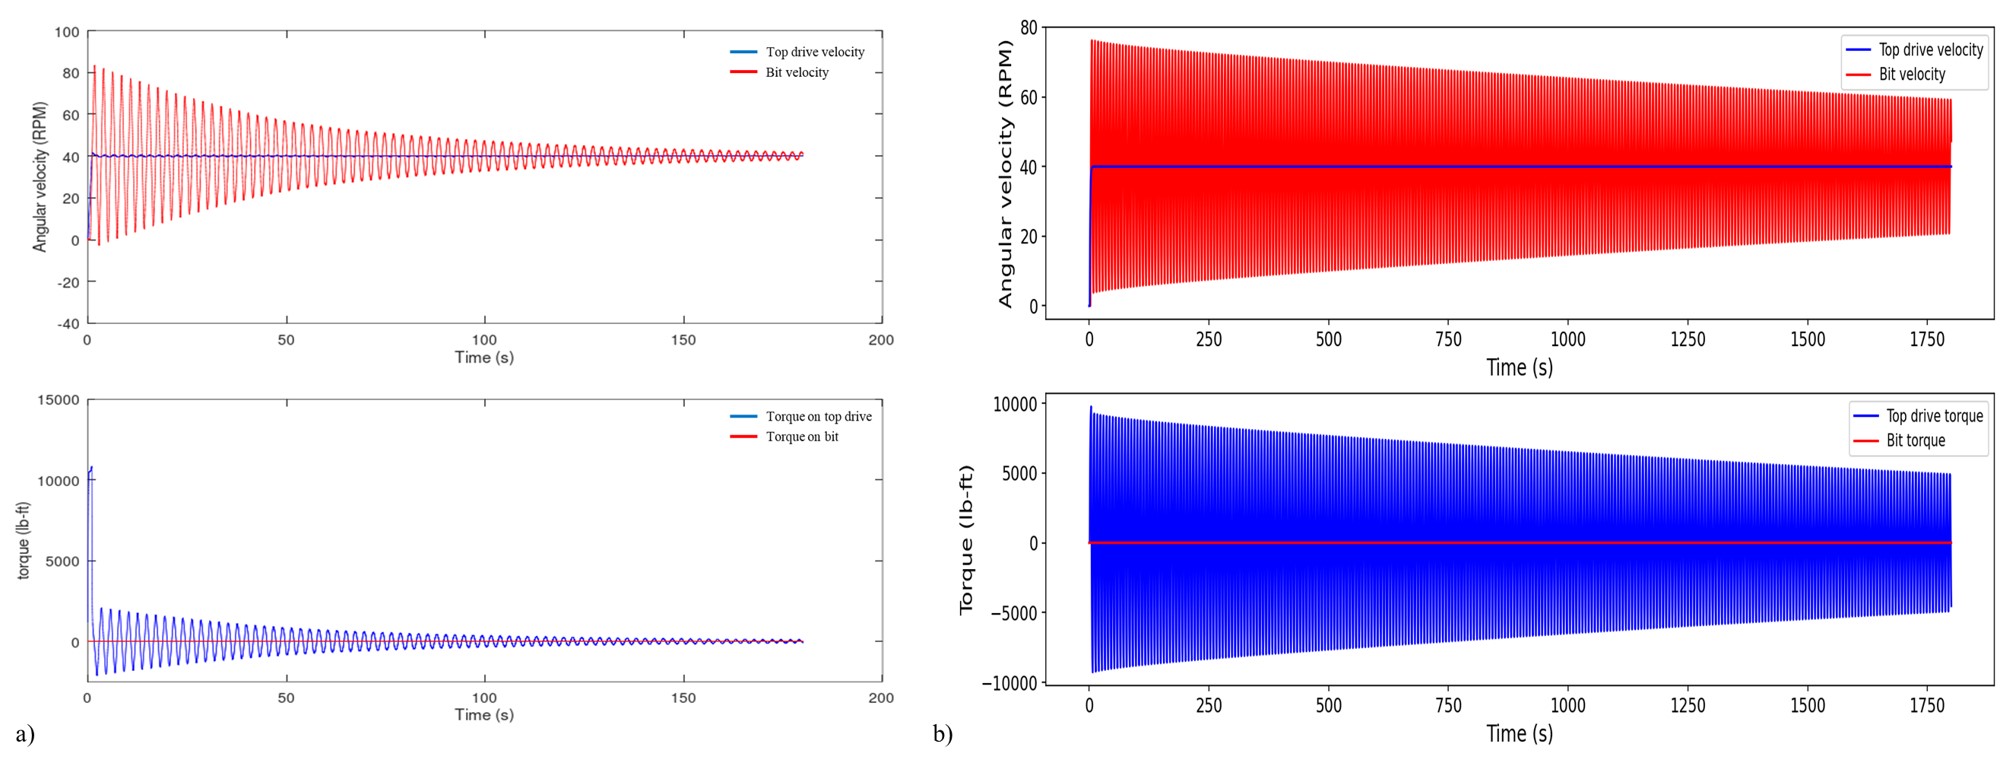 100
80
60
40
20
0
-20
-40
Angular velocity (RPM)
Top drive velocity
Bit velocity
0
50
100
150
200
Time (s)
15000
10000
5000
0
torque (lb-ft)
Torque on top drive
Torque on bit
0
50
100
150
200
Time (s)
a)
80
60
40
20
0
Angular velocity (RPM)
Top drive velocity
Bit velocity
0
250
500
750
1000
1250
1500
1750
Time (s)
10000
5000
0
−5000
−10000
Torque (lb-ft)
Top drive torque
Bit torque
0
250
500
750
1000
1250
1500
1750
Time (s)
b)